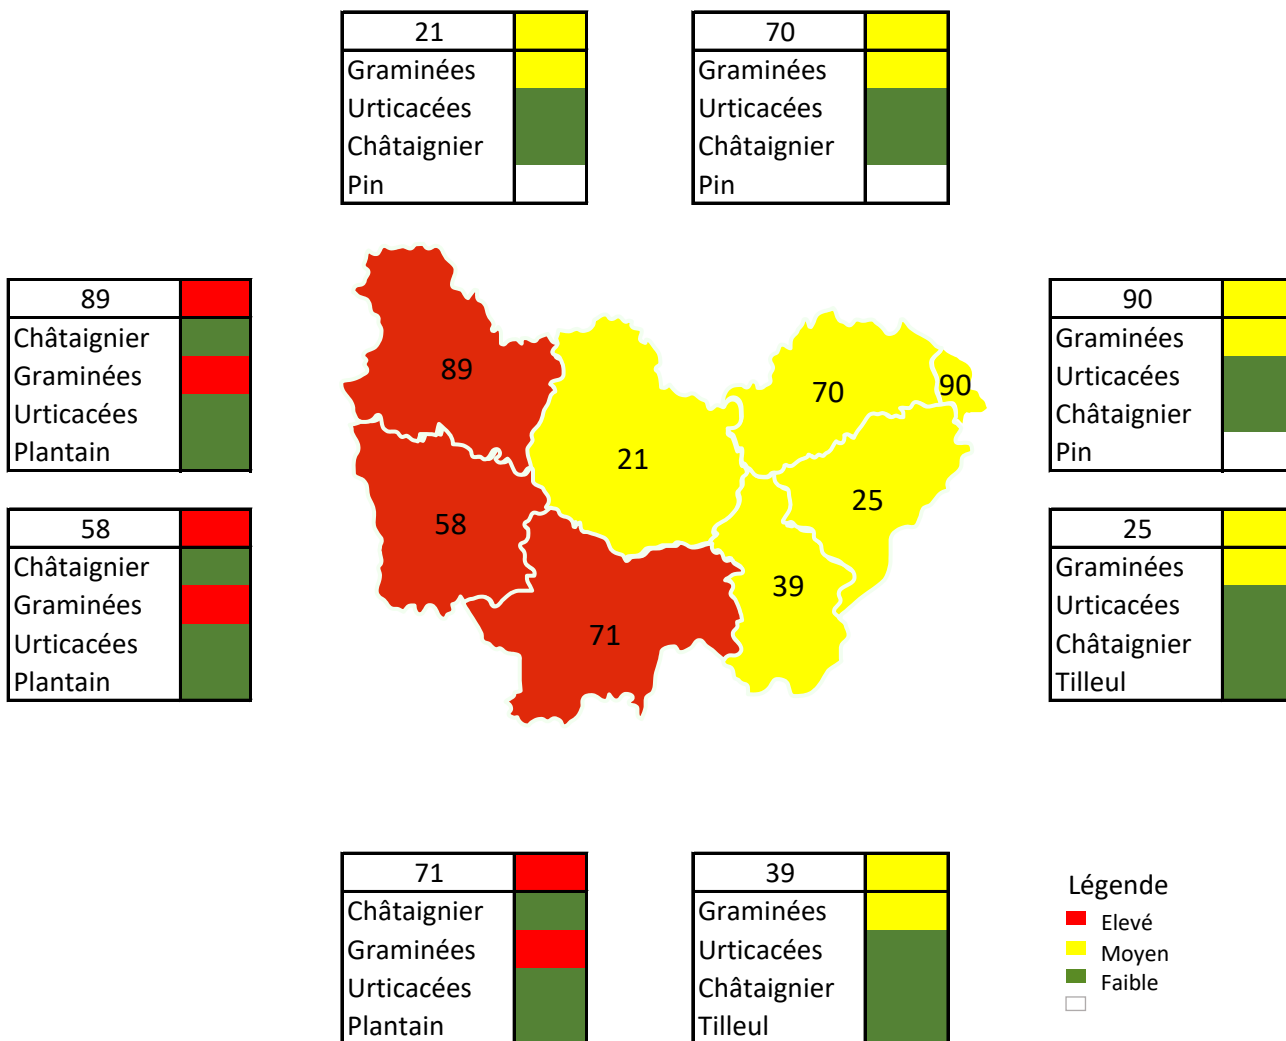 21
Graminées
Urticacées
Châtaignier
Pin
70
Graminées
Urticacées
Châtaignier
Pin
89
Châtaignier
Graminées
Urticacées
Plantain
58
Châtaignier
Graminées
Urticacées
Plantain
89
70
90
21
25
58
39
71
90
Graminées
Urticacées
Châtaignier
Pin
25
Graminées
Urticacées
Châtaignier
Tilleul
71
Châtaignier
Graminées
Urticacées
Plantain
39
Graminées
Urticacées
Châtaignier
Tilleul
Légende
Elevé
Moyen
Faible